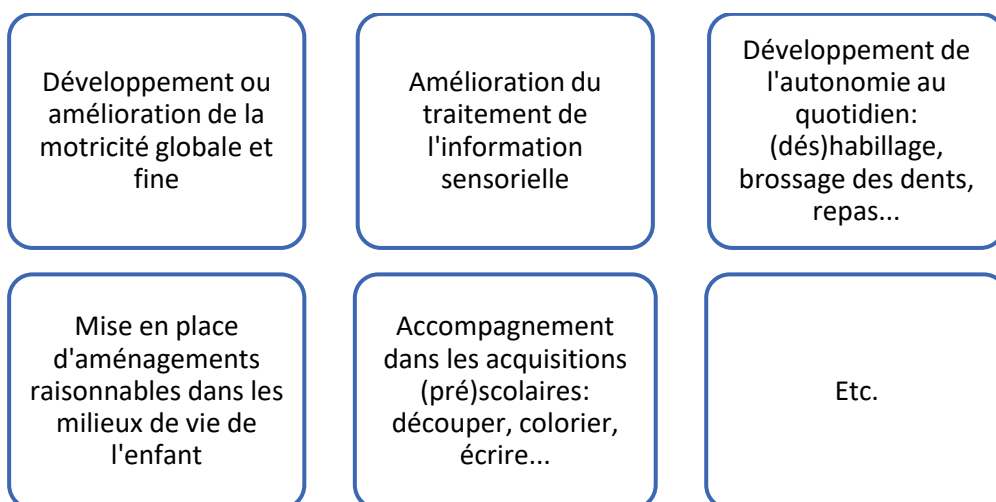 Développement ou
amélioration de la
motricité globale et
fine
Amélioration du
traitement de
l'information
sensorielle
Développement de
l'autonomie au
quotidien:
(dés)habillage,
brossage des dents,
repas...
Mise en place
d'aménagements
raisonnables dans les
milieux de vie de
l'enfant
Accompagnement
dans les acquisitions
(pré)scolaires:
découper, colorier,
écrire...
Etc.